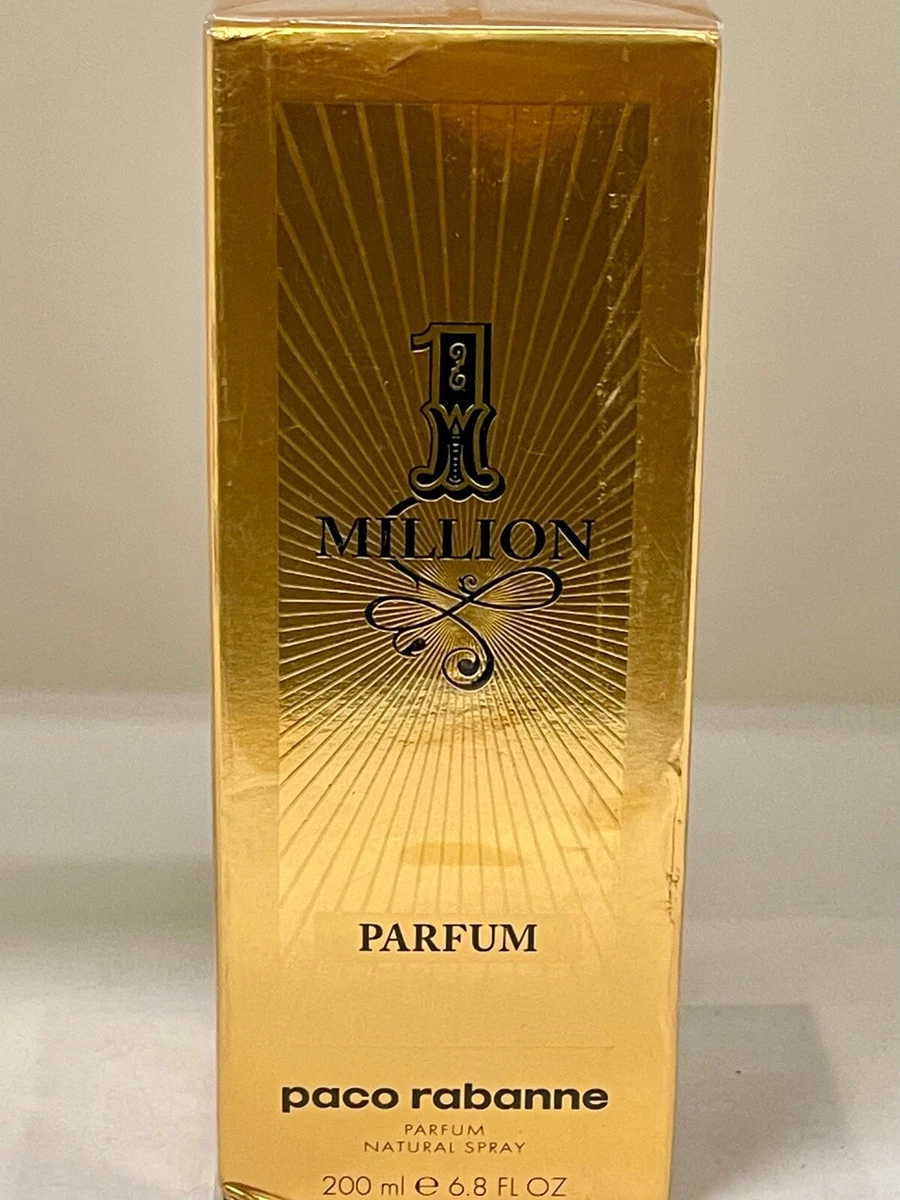 1
MILLION
PARFUM
paco rabanne
PARFUM
NATURAL SPRAY
200 ml ℮ 6.8 FL OZ